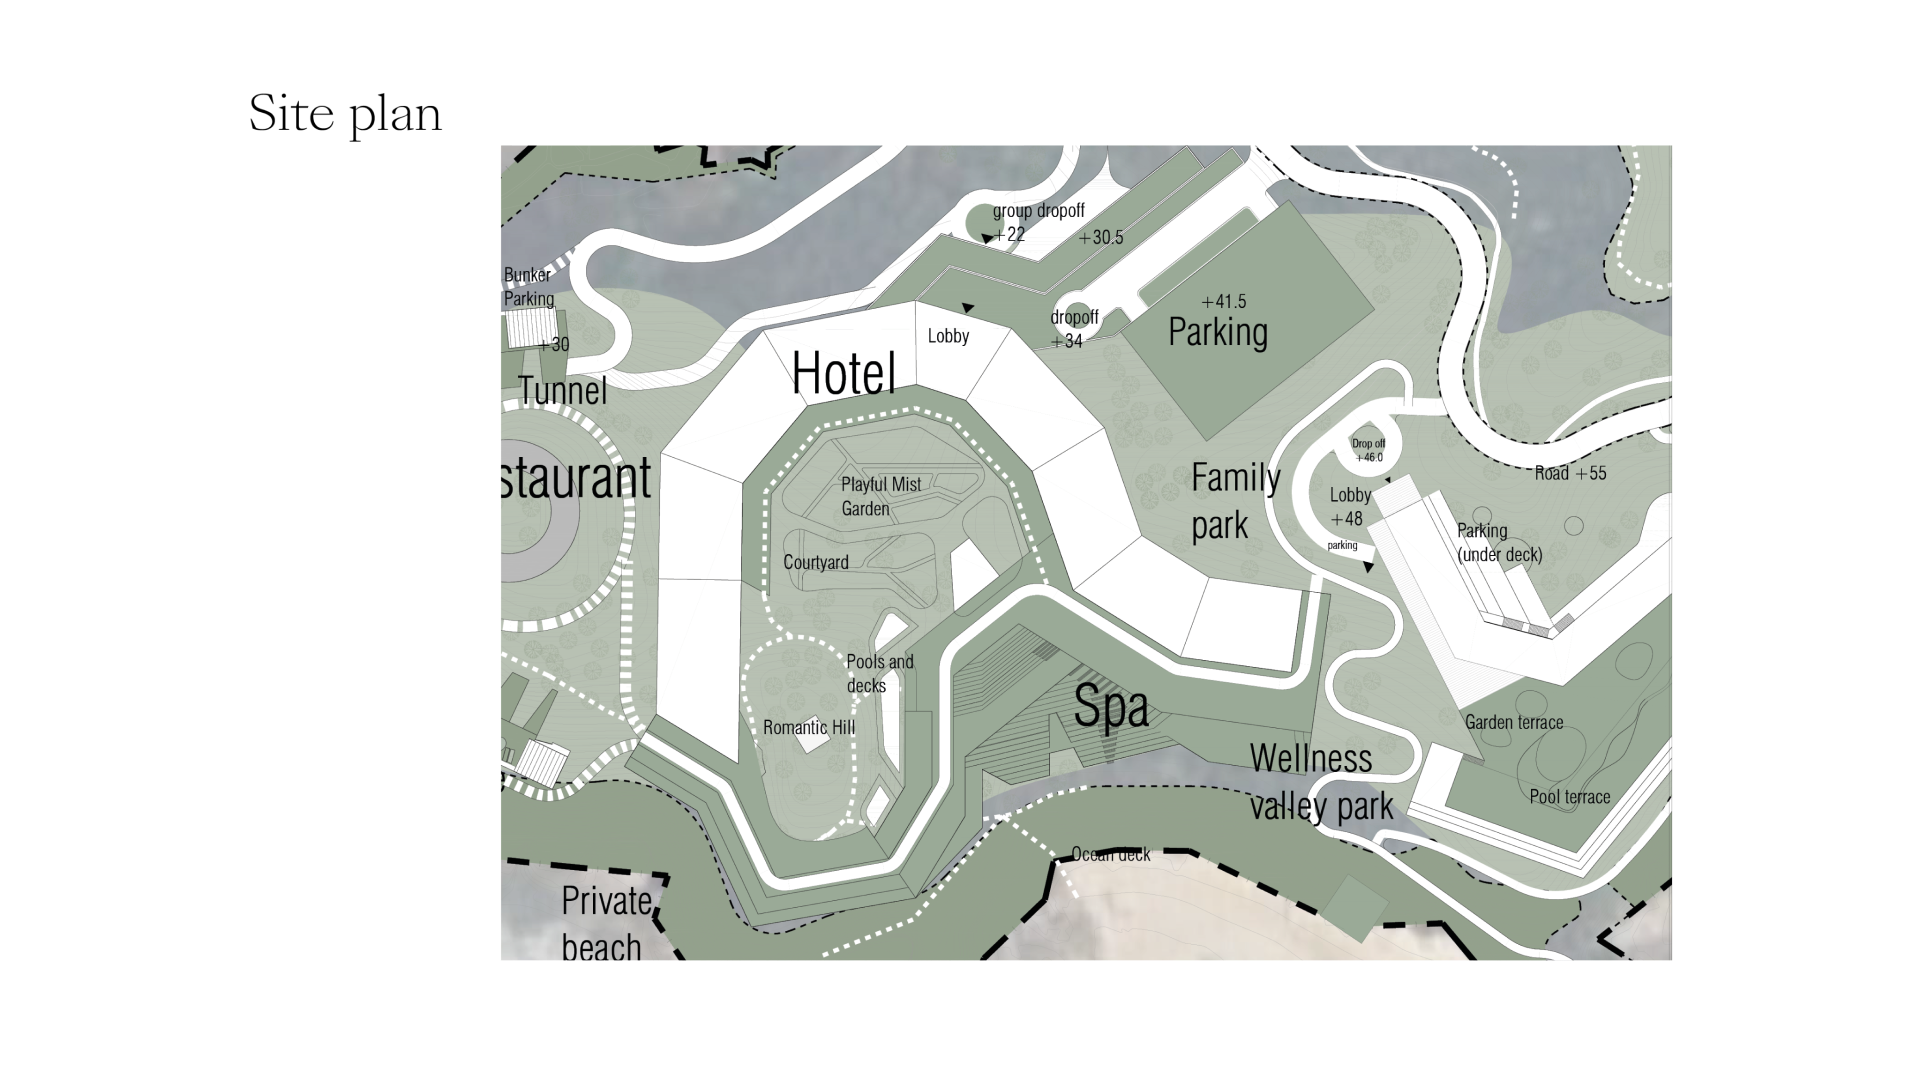 Site plan
group dropoff
+22
+30.5
Bunker
Parking
+30
Tunnel
Lobby
Hotel
dropoff
+34
+41.5
Parking
staurant
Playful Mist
Garden
Courtyard
Family
park
Drop off
+46.0
Lobby
+48
parking
Road +55
Parking
(under deck)
Pools and
decks
Romantic Hill
Spa
Garden terrace
Wellness
valley park
Pool terrace
Ocean deck
Private
beach